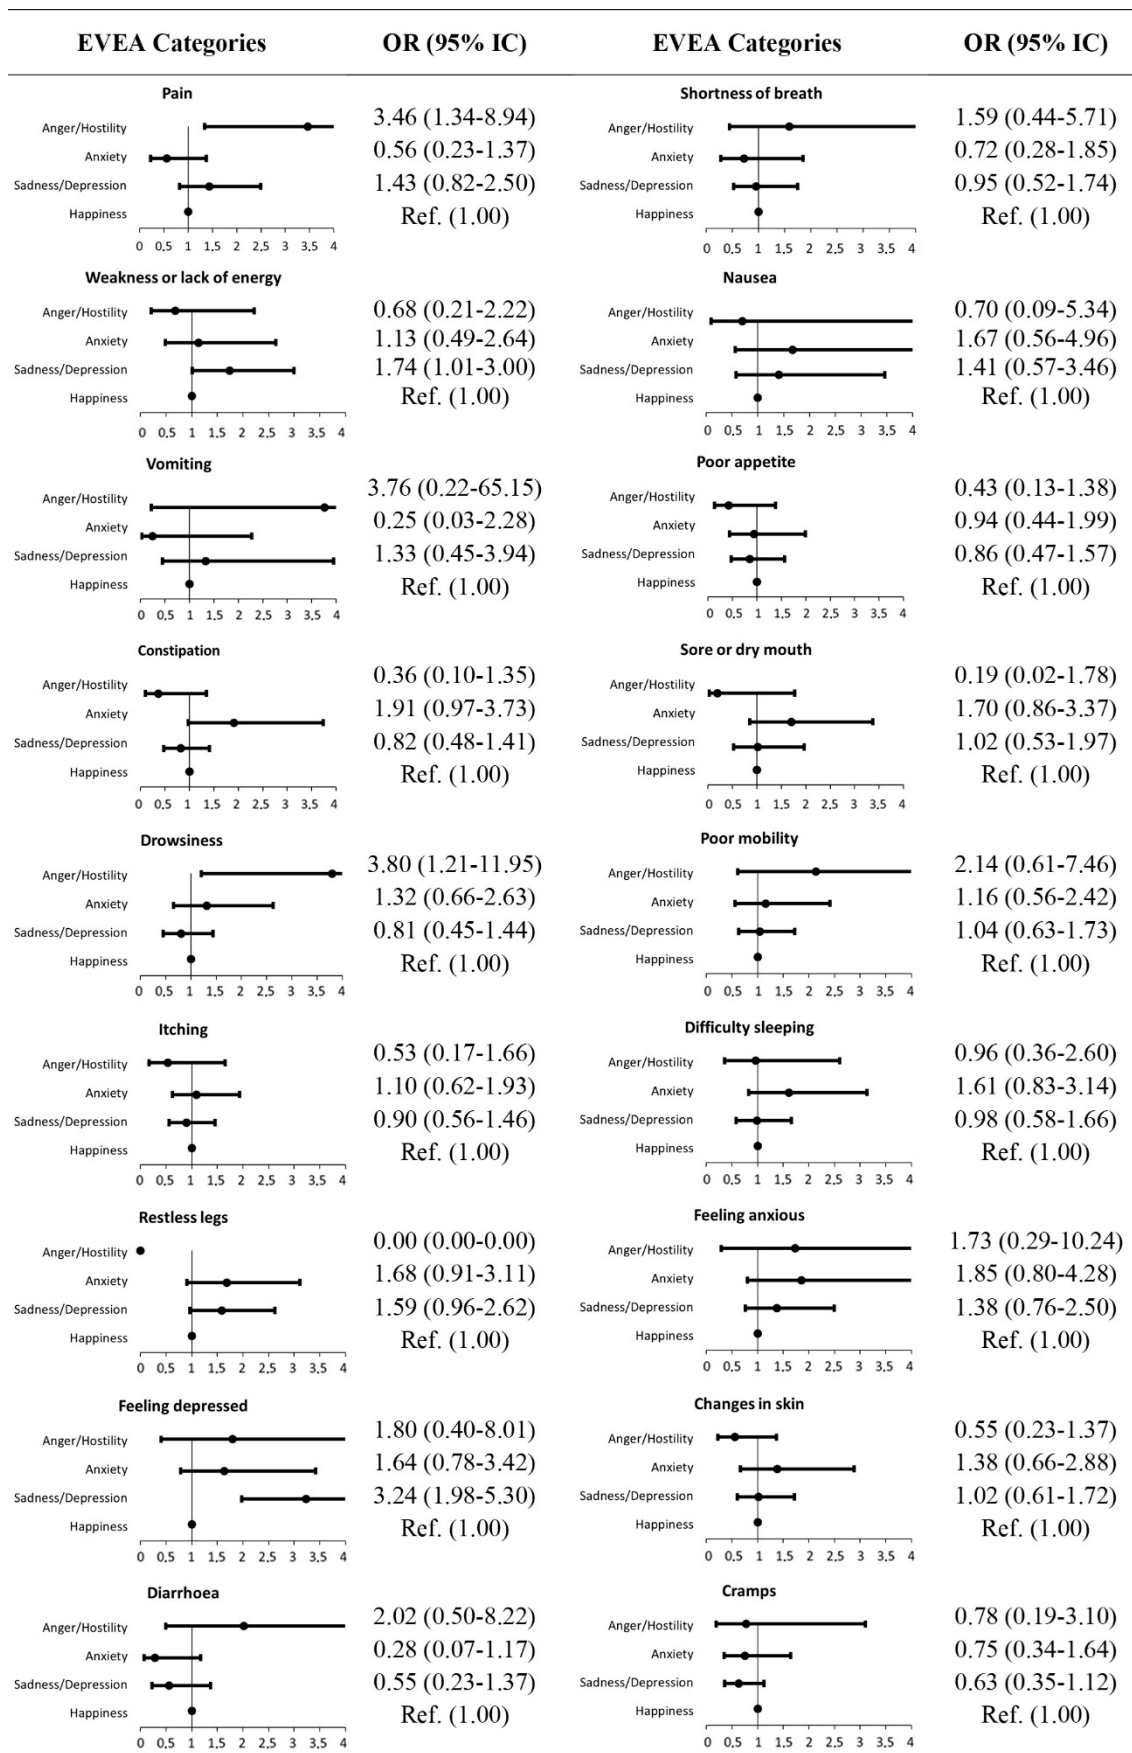 EVEA Categories OR (95% IC) EVEA Categories OR (95% IC)
Pain
Anger/Hostility 3.46 (1.34-8.94)
Anxiety 0.56 (0.23-1.37)
Sadness/Depression 1.43 (0.82-2.50)
Happiness Ref. (1.00)
0 0,5 1 1,5 2 2,5 3 3,5 4
Shortness of breath
Anger/Hostility 1.59 (0.44-5.71)
Anxiety 0.72 (0.28-1.85)
Sadness/Depression 0.95 (0.52-1.74)
Happiness Ref. (1.00)
0 0,5 1 1,5 2 2,5 3 3,5 4
Weakness or lack of energy
Anger/Hostility 0.68 (0.21-2.22)
Anxiety 1.13 (0.49-2.64)
Sadness/Depression 1.74 (1.01-3.00)
Happiness Ref. (1.00)
0 0,5 1 1,5 2 2,5 3 3,5 4
Nausea
Anger/Hostility 0.70 (0.09-5.34)
Anxiety 1.67 (0.56-4.96)
Sadness/Depression 1.41 (0.57-3.46)
Happiness Ref. (1.00)
0 0,5 1 1,5 2 2,5 3 3,5 4
Vomiting
Anger/Hostility 3.76 (0.22-65.15)
Anxiety 0.25 (0.03-2.28)
Sadness/Depression 1.33 (0.45-3.94)
Happiness Ref. (1.00)
0 0,5 1 1,5 2 2,5 3 3,5 4
Poor appetite
Anger/Hostility 0.43 (0.13-1.38)
Anxiety 0.94 (0.44-1.99)
Sadness/Depression 0.86 (0.47-1.57)
Happiness Ref. (1.00)
0 0,5 1 1,5 2 2,5 3 3,5 4
Constipation
Anger/Hostility 0.36 (0.10-1.35)
Anxiety 1.91 (0.97-3.73)
Sadness/Depression 0.82 (0.48-1.41)
Happiness Ref. (1.00)
0 0,5 1 1,5 2 2,5 3 3,5 4
Sore or dry mouth
Anger/Hostility 0.19 (0.02-1.78)
Anxiety 1.70 (0.86-3.37)
Sadness/Depression 1.02 (0.53-1.97)
Happiness Ref. (1.00)
0 0,5 1 1,5 2 2,5 3 3,5 4
Drowsiness
Anger/Hostility 3.80 (1.21-11.95)
Anxiety 1.32 (0.66-2.63)
Sadness/Depression 0.81 (0.45-1.44)
Happiness Ref. (1.00)
0 0,5 1 1,5 2 2,5 3 3,5 4
Poor mobility
Anger/Hostility 2.14 (0.61-7.46)
Anxiety 1.16 (0.56-2.42)
Sadness/Depression 1.04 (0.63-1.73)
Happiness Ref. (1.00)
0 0,5 1 1,5 2 2,5 3 3,5 4
Itching
Anger/Hostility 0.53 (0.17-1.66)
Anxiety 1.10 (0.62-1.93)
Sadness/Depression 0.90 (0.56-1.46)
Happiness Ref. (1.00)
0 0,5 1 1,5 2 2,5 3 3,5 4
Difficulty sleeping
Anger/Hostility 0.96 (0.36-2.60)
Anxiety 1.61 (0.83-3.14)
Sadness/Depression 0.98 (0.58-1.66)
Happiness Ref. (1.00)
0 0,5 1 1,5 2 2,5 3 3,5 4
Restless legs
Anger/Hostility 0.00 (0.00-0.00)
Anxiety 1.68 (0.91-3.11)
Sadness/Depression 1.59 (0.96-2.62)
Happiness Ref. (1.00)
0 0,5 1 1,5 2 2,5 3 3,5 4
Feeling anxious
Anger/Hostility 1.73 (0.29-10.24)
Anxiety 1.85 (0.80-4.28)
Sadness/Depression 1.38 (0.76-2.50)
Happiness Ref. (1.00)
0 0,5 1 1,5 2 2,5 3 3,5 4
Feeling depressed
Anger/Hostility 1.80 (0.40-8.01)
Anxiety 1.64 (0.78-3.42)
Sadness/Depression 3.24 (1.98-5.30)
Happiness Ref. (1.00)
0 0,5 1 1,5 2 2,5 3 3,5 4
Changes in skin
Anger/Hostility 0.55 (0.23-1.37)
Anxiety 1.38 (0.66-2.88)
Sadness/Depression 1.02 (0.61-1.72)
Happiness Ref. (1.00)
0 0,5 1 1,5 2 2,5 3 3,5 4
Diarrhoea
Anger/Hostility 2.02 (0.50-8.22)
Anxiety 0.28 (0.07-1.17)
Sadness/Depression 0.55 (0.23-1.37)
Happiness Ref. (1.00)
0 0,5 1 1,5 2 2,5 3 3,5 4
Cramps
Anger/Hostility 0.78 (0.19-3.10)
Anxiety 0.75 (0.34-1.64)
Sadness/Depression 0.63 (0.35-1.12)
Happiness Ref. (1.00)
0 0,5 1 1,5 2 2,5 3 3,5 4